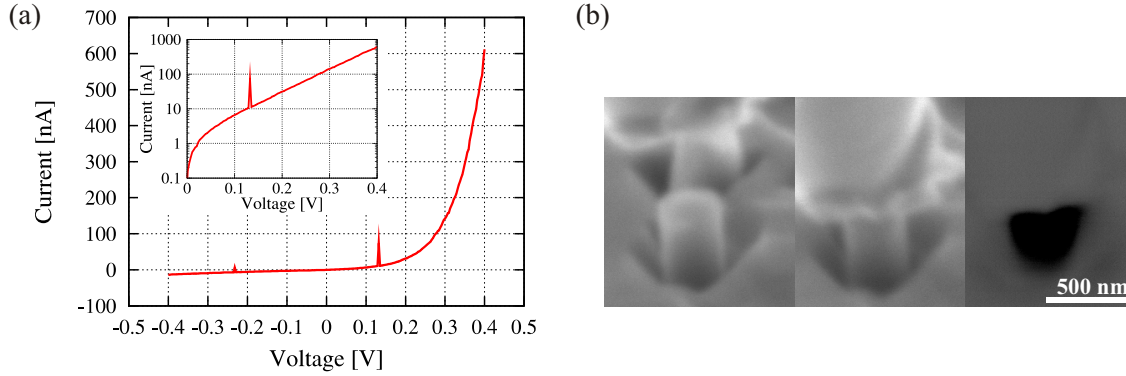 (a)
700
600
500
400
300
200
100
0
-100
Current [nA]
-0.5 -0.4 -0.3 -0.2 -0.1 0 0.1 0.2 0.3 0.4 0.5
Voltage [V]
1000
100
10
1
0.1
Current [nA]
0 0.1 0.2 0.3 0.4
Voltage [V]
(b)
500 nm